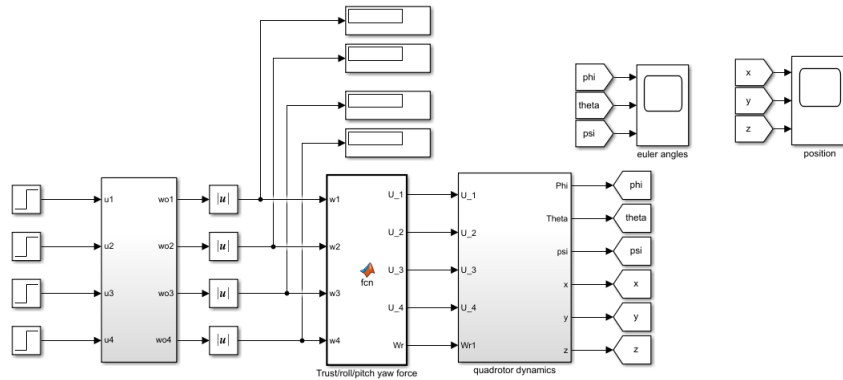 phi
theta
psi
euler angles
x
y
z
position
u1
u2
u3
u4
wo1
wo2
wo3
wo4
|u|
|u|
|u|
|u|
w1
w2
w3
w4
fcn
U_1
U_2
U_3
U_4
Wr
Trust/roll/pitch yaw force
U_1
U_2
U_3
U_4
Wr1
Phi
Theta
psi
x
y
z
quadrotor dynamics
phi
theta
psi
x
y
z